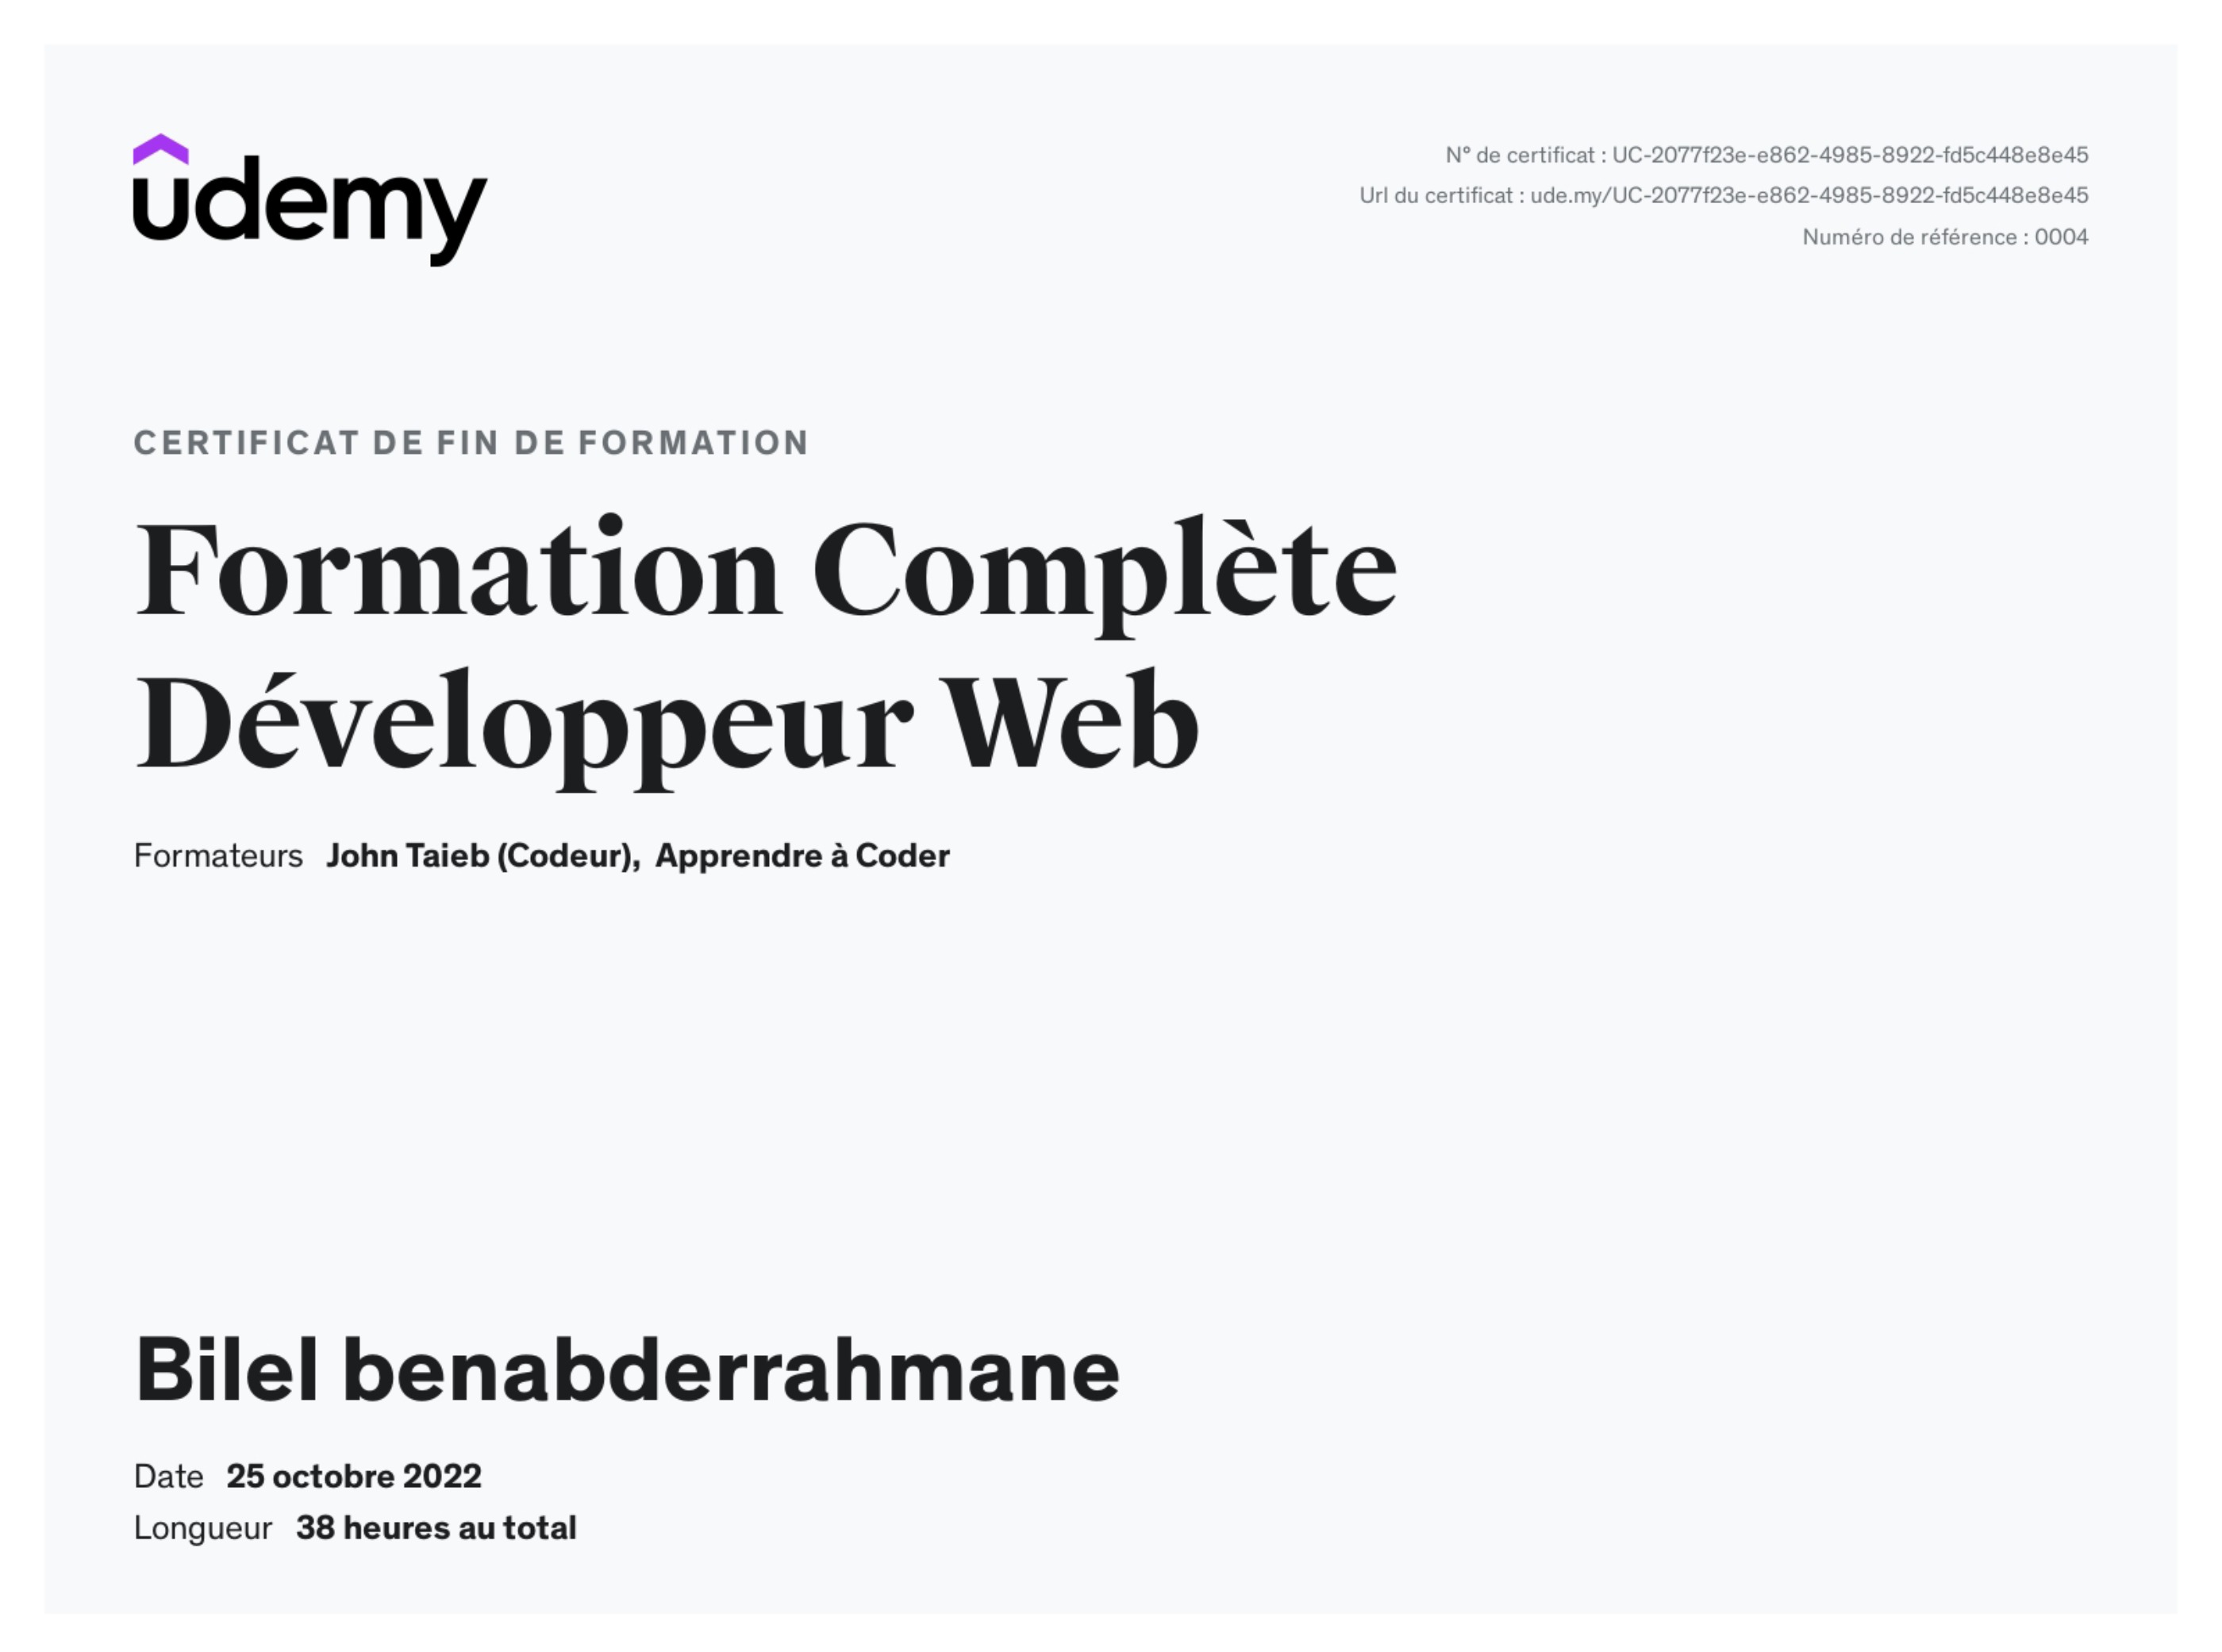 udemy
N° de certificat : UC-2077f23e-e862-4985-8922-fd5c448e8e45
Url du certificat : ude.my/UC-2077f23e-e862-4985-8922-fd5c448e8e45
Numéro de référence : 0004
CERTIFICAT DE FIN DE FORMATION
Formation Complète
Développeur Web
Formateurs John Taieb (Codeur), Apprendre à Coder
Bilel benabderrahmane
Date 25 octobre 2022
Longueur 38 heures au total